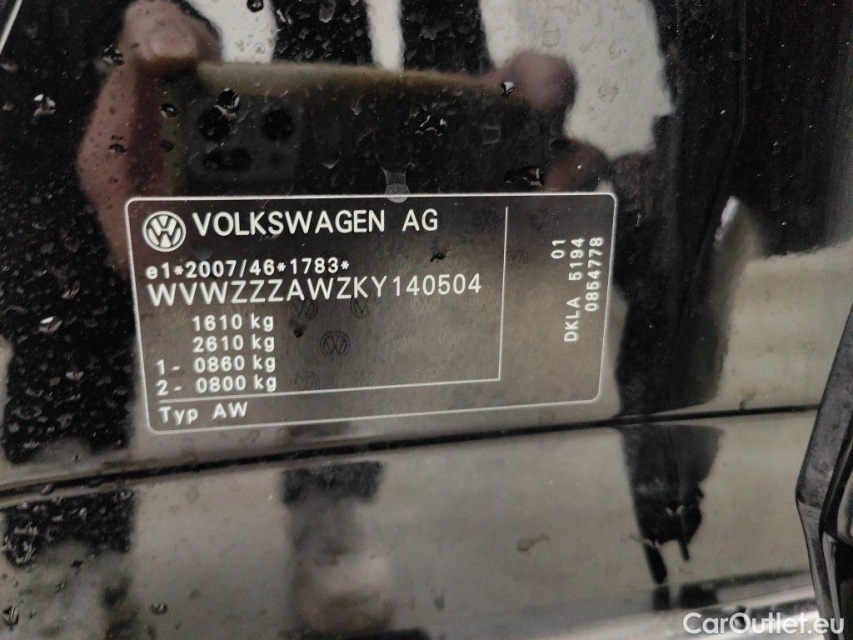 VOLKSWAGEN AG
e1*2007/46*1783*
WVWZZZAWZKY140504
1610 kg
2610 kg
1- 0860 kg
2- 0800 kg
Typ AW
01
DKLA 5194
0854778
CarOutlet.eu